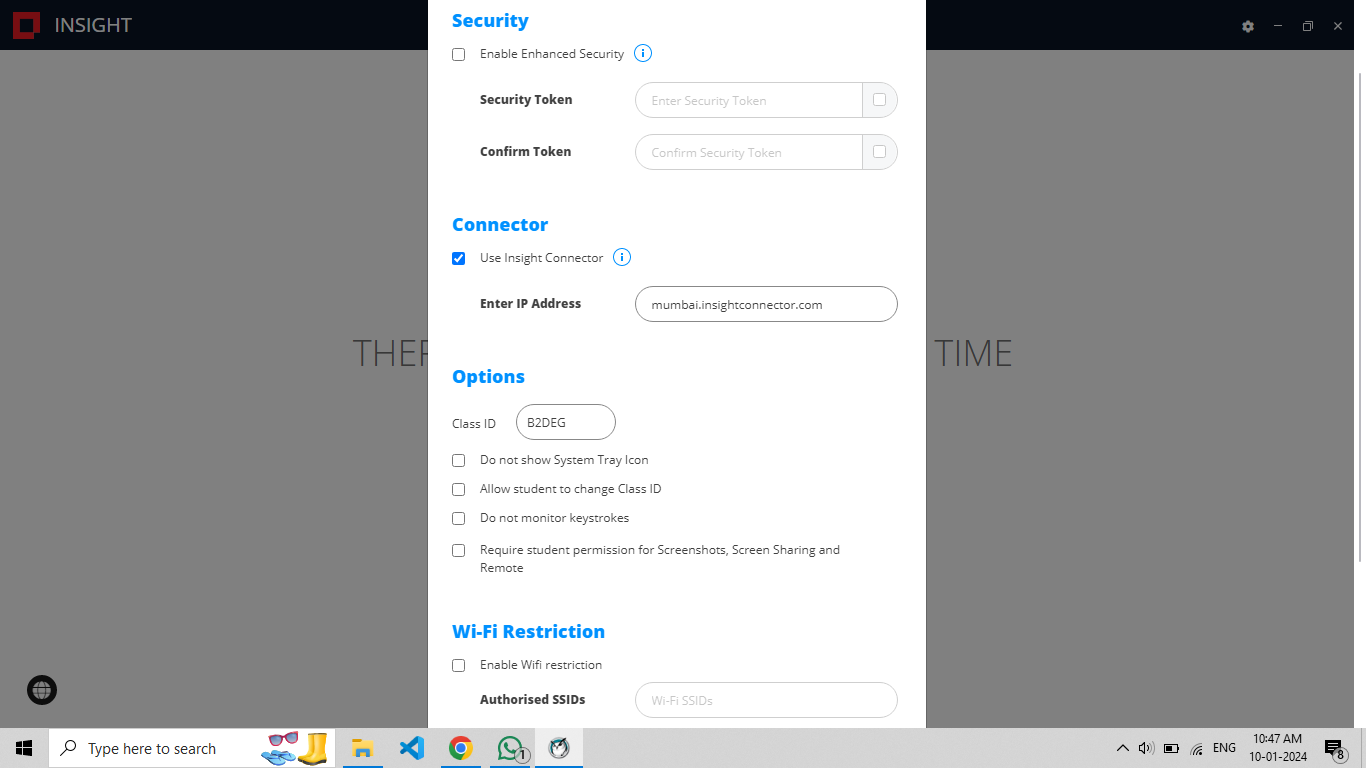 INSIGHT
Security
Enable Enhanced Security
Security Token
Enter Security Token
Confirm Token
Confirm Security Token
Connector
Use Insight Connector
Enter IP Address
mumbai.insightconnector.com
TIME
Options
Class ID
B2DEG
Do not show System Tray Icon
Allow student to change Class ID
Do not monitor keystrokes
Require student permission for Screenshots, Screen Sharing and
Remote
Wi-Fi Restriction
Enable Wifi restriction
Authorised SSIDs
Wi-Fi SSIDs
Type here to search
1
ENG
10:47 AM
10-01-2024
8